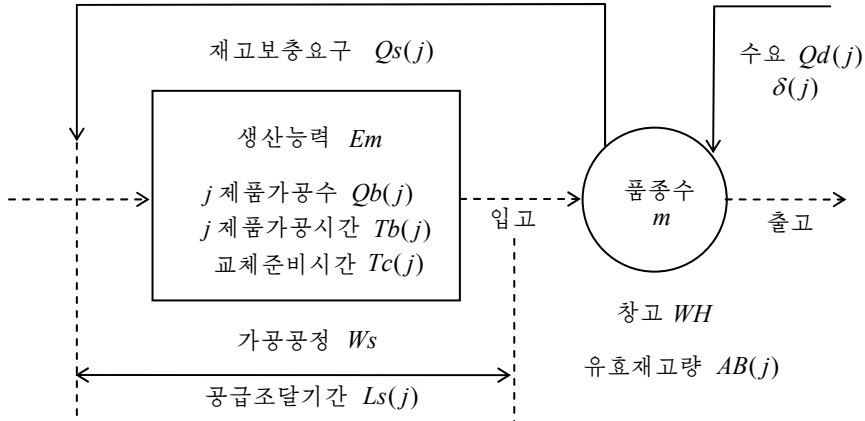 재고보충요구 Qs(j)
수요 Qd(j)
δ(j)
생산능력 Em
j 제품가공수 Qb(j)
j 제품가공시간 Tb(j)
교체준비시간 Tc(j)
입고
품종수
m
출고
창고 WH
가공공정 Ws
유효재고량 AB(j)
공급조달기간 Ls(j)